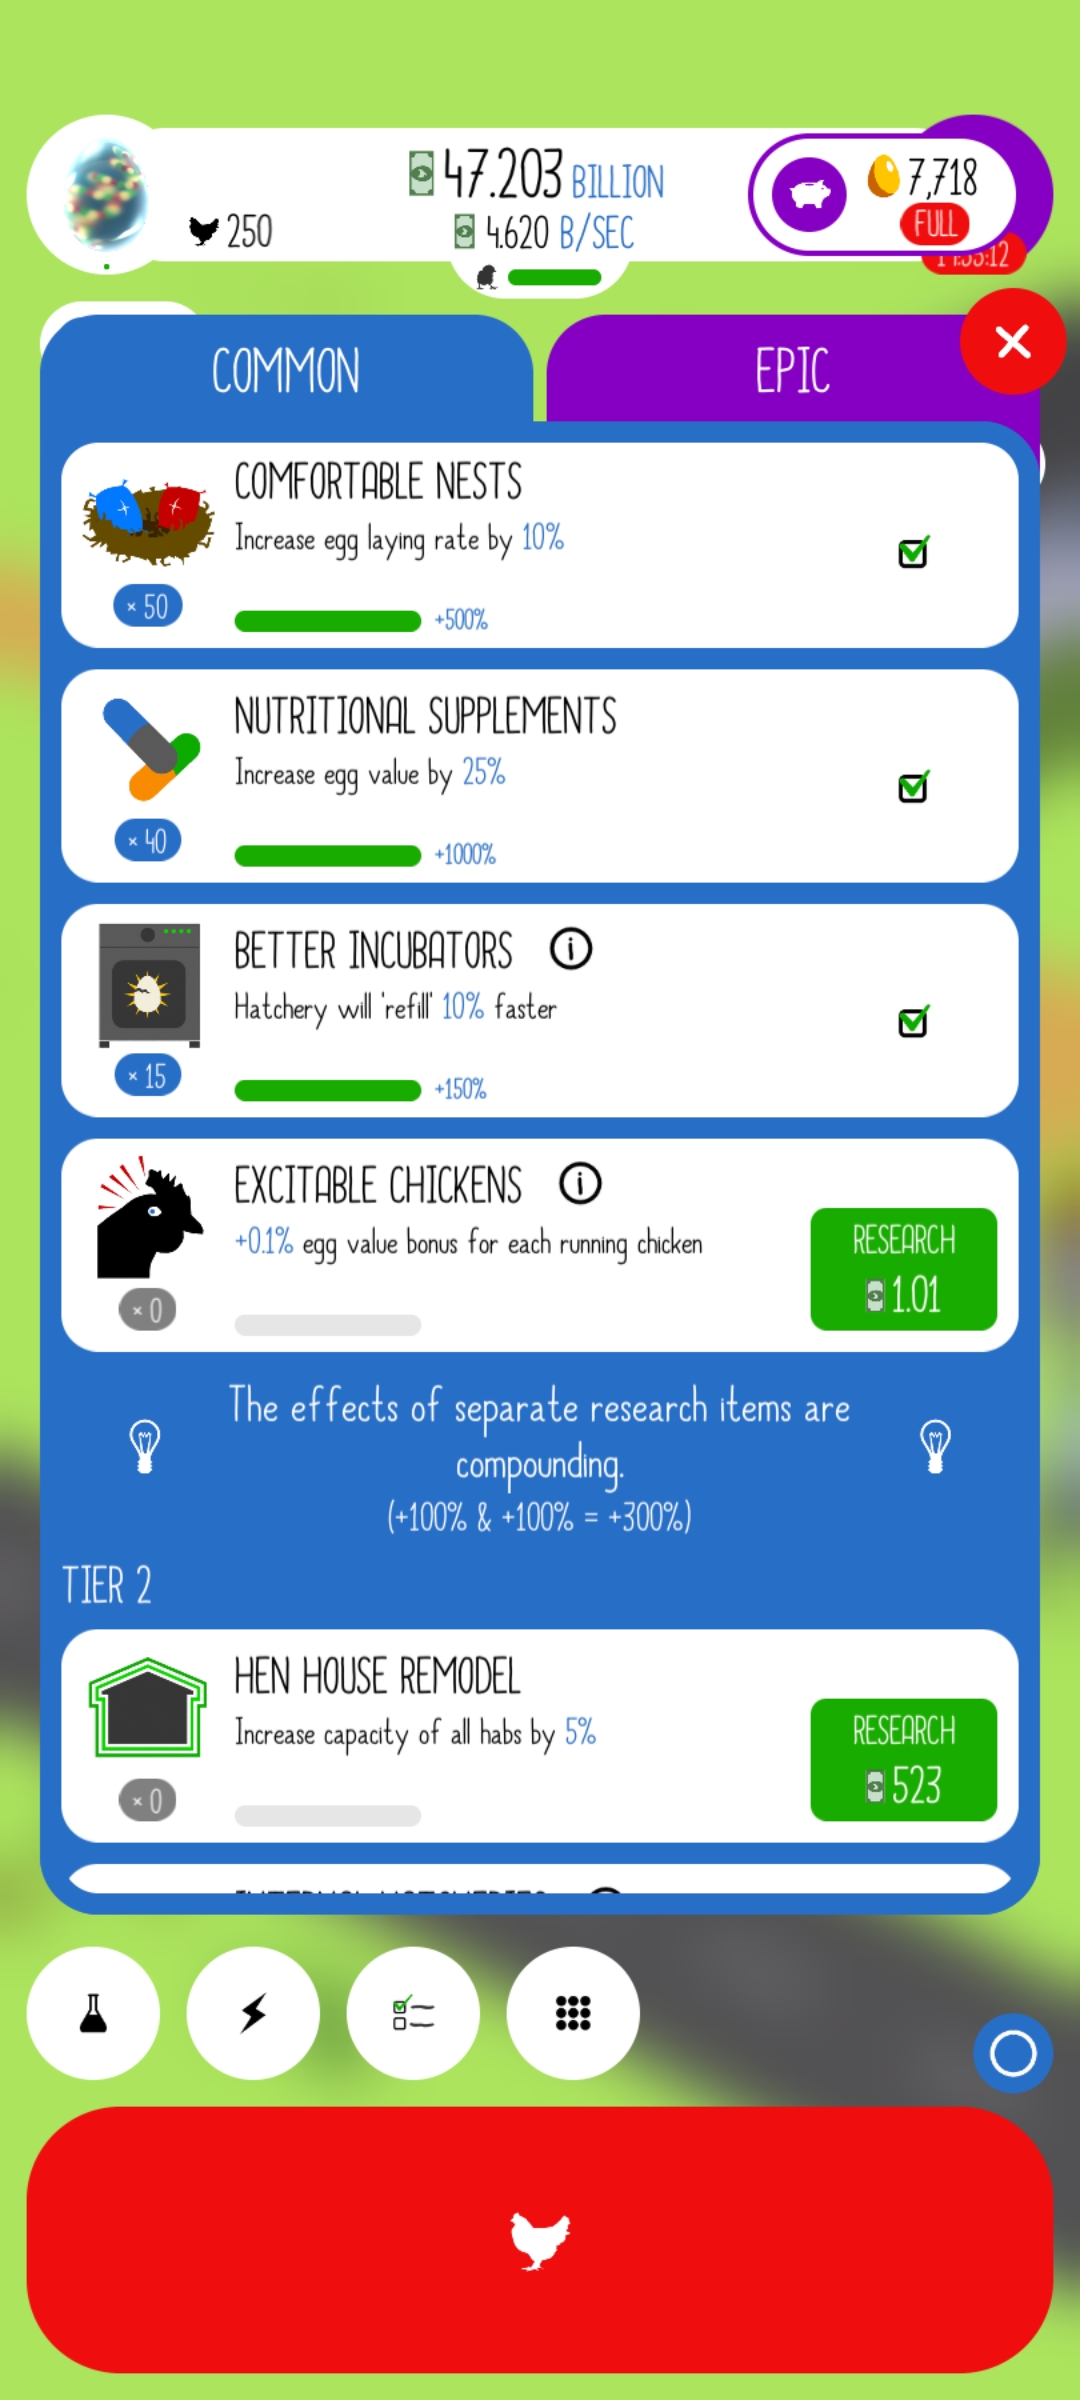 47.203 BILLION
250
4.620 B/SEC
7,718
FULL
COMMON
EPIC
COMFORTABLE NESTS
Increase egg laying rate by 10%
× 50
+500%
NUTRITIONAL SUPPLEMENTS
Increase egg value by 25%
× 40
+1000%
BETTER INCUBATORS
Hatchery will 'refill' 10% faster
× 15
+150%
EXCITABLE CHICKENS
+0.1% egg value bonus for each running chicken
RESEARCH
1.01
× 0
The effects of separate research items are
compounding.
(+100% & +100% = +300%)
TIER 2
HEN HOUSE REMODEL
Increase capacity of all habs by 5%
RESEARCH
523
× 0